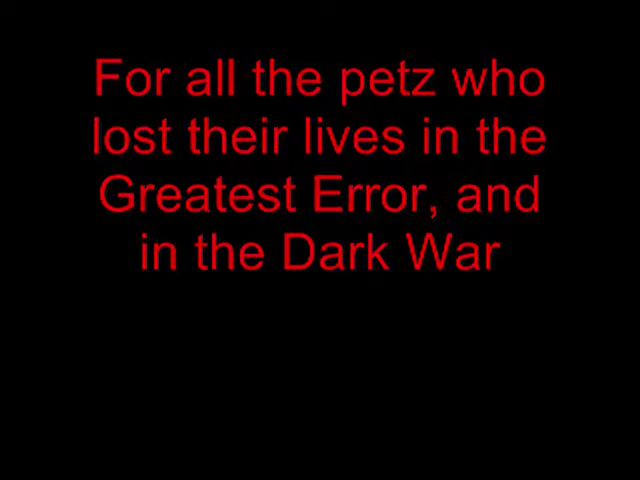 For all the petz who
lost their lives in the
Greatest Error, and
in the Dark War